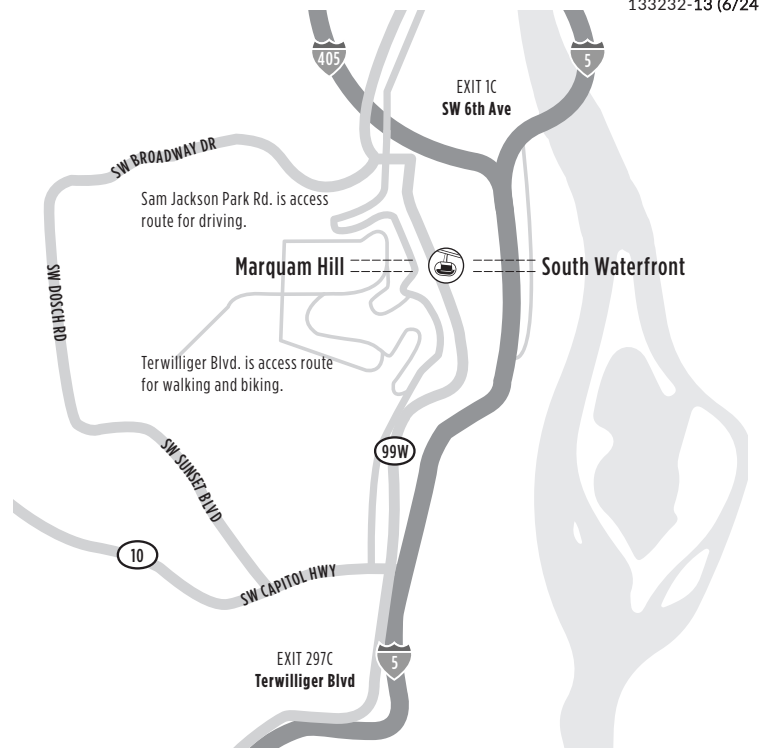 133232-13 (6/24
405
5
EXIT 1C
SW 6th Ave
SW BROADWAY DR
Sam Jackson Park Rd. is access
route for driving.
Marquam Hill
South Waterfront
SW DOSCH RD
Terwilliger Blvd. is access route
for walking and biking.
99W
SW SUNSET BLVD
10
SW CAPITOL HWY
EXIT 297C
Terwilliger Blvd
5